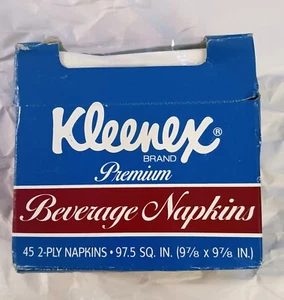 Kleenex®
BRAND
Premium
Beverage Napkins
45 2-PLY NAPKINS • 97.5 SQ. IN. (9⅞ x 9⅞ IN.)